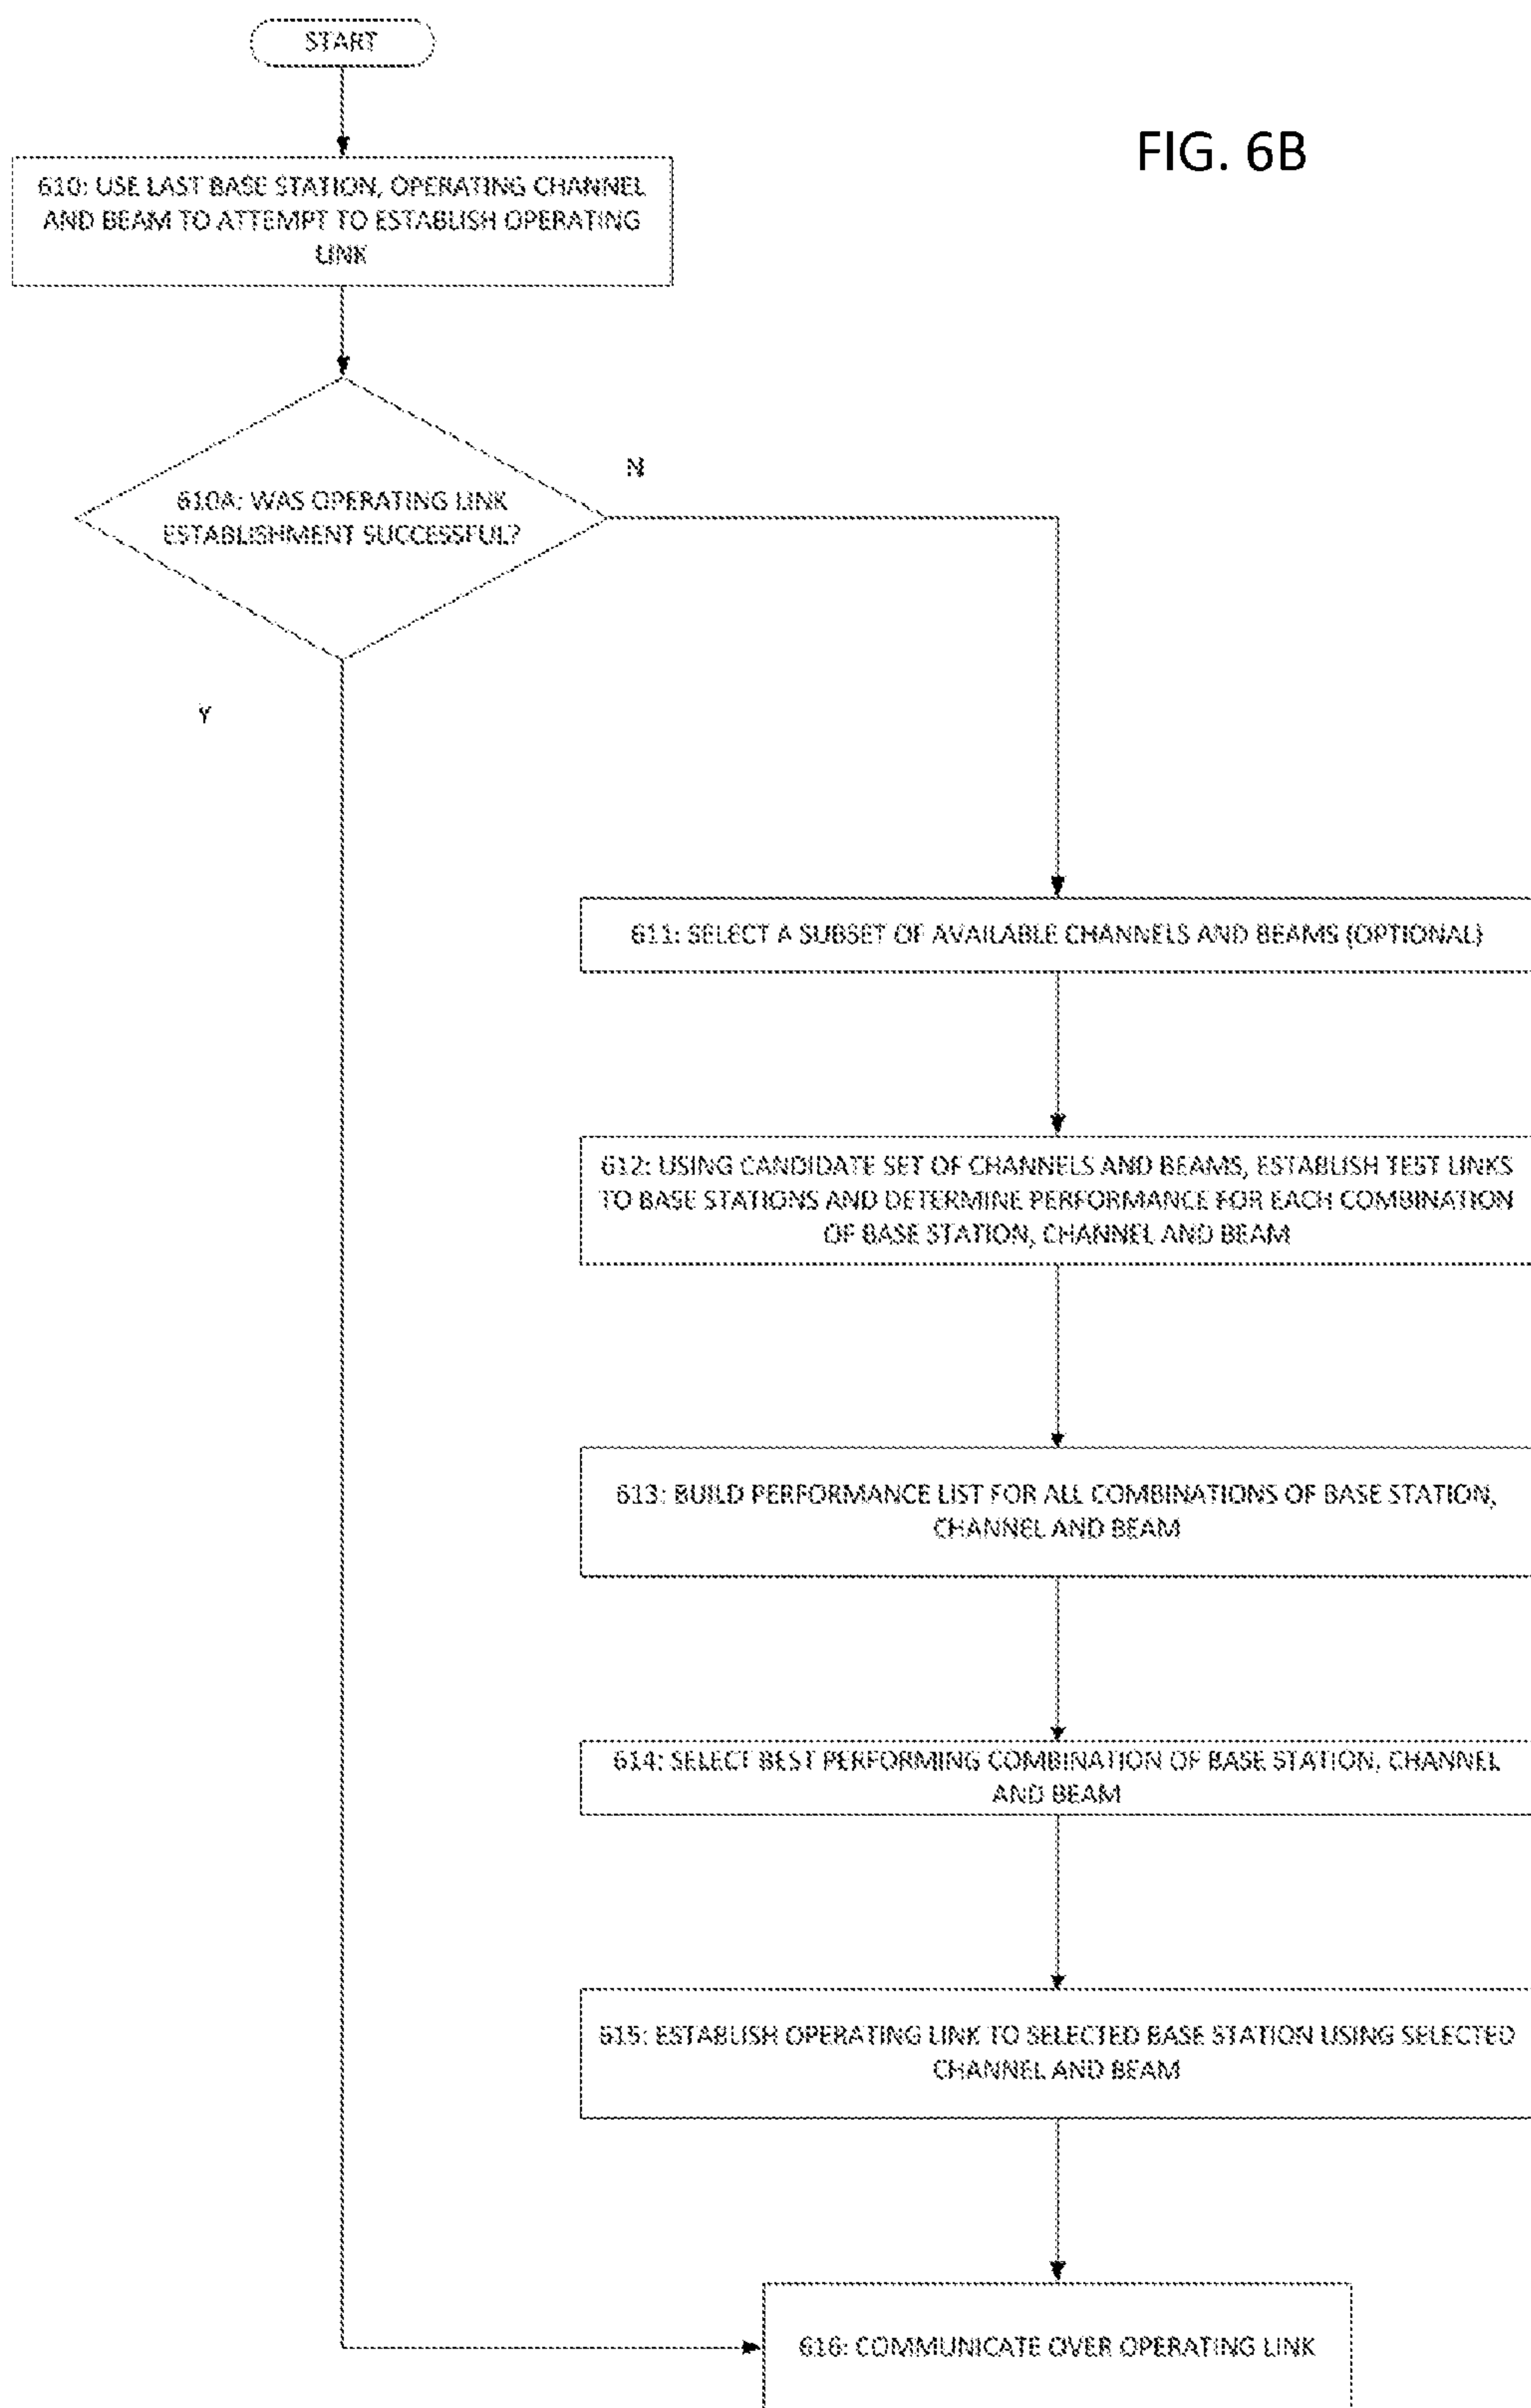 START
FIG. 6B
610: USE LAST BASE STATION, OPERATING CHANNEL
AND BEAM TO ATTEMPT TO ESTABLISH OPERATING
LINK
N
610A: WAS OPERATING LINK
ESTABLISHMENT SUCCESSFUL?
Y
611: SELECT A SUBSET OF AVAILABLE CHANNELS AND BEAMS (OPTIONAL)
612: USING CANDIDATE SET OF CHANNELS AND BEAMS, ESTABLISH TEST LINKS
TO BASE STATIONS AND DETERMINE PERFORMANCE FOR EACH COMBINATION
OF BASE STATION, CHANNEL AND BEAM
613: BUILD PERFORMANCE LIST FOR ALL COMBINATIONS OF BASE STATION,
CHANNEL AND BEAM
614: SELECT BEST PERFORMING COMBINATION OF BASE STATION, CHANNEL
AND BEAM
615: ESTABLISH OPERATING LINK TO SELECTED BASE STATION USING SELECTED
CHANNEL AND BEAM
616: COMMUNICATE OVER OPERATING LINK